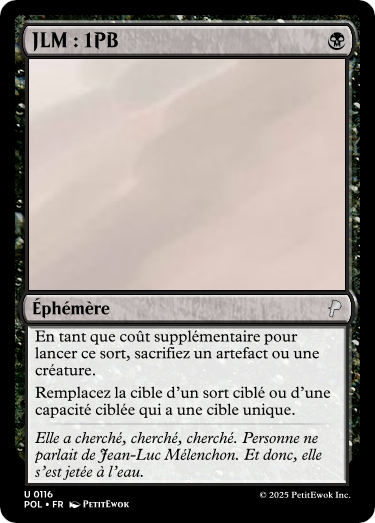 JLM : 1PB
Éphémère
En tant que coût supplémentaire pour
lancer ce sort, sacrifiez un artefact ou une
créature.
Remplacez la cible d'un sort ciblé ou d'une
capacité ciblée qui a une cible unique.
Elle a cherché, cherché, cherché. Personne ne
parlait de Jean-Luc Mélenchon. Et donc, elle
s'est jetée à l'eau.
U 0116
POL • FR PetitEwok
© 2025 PetitEwok Inc.